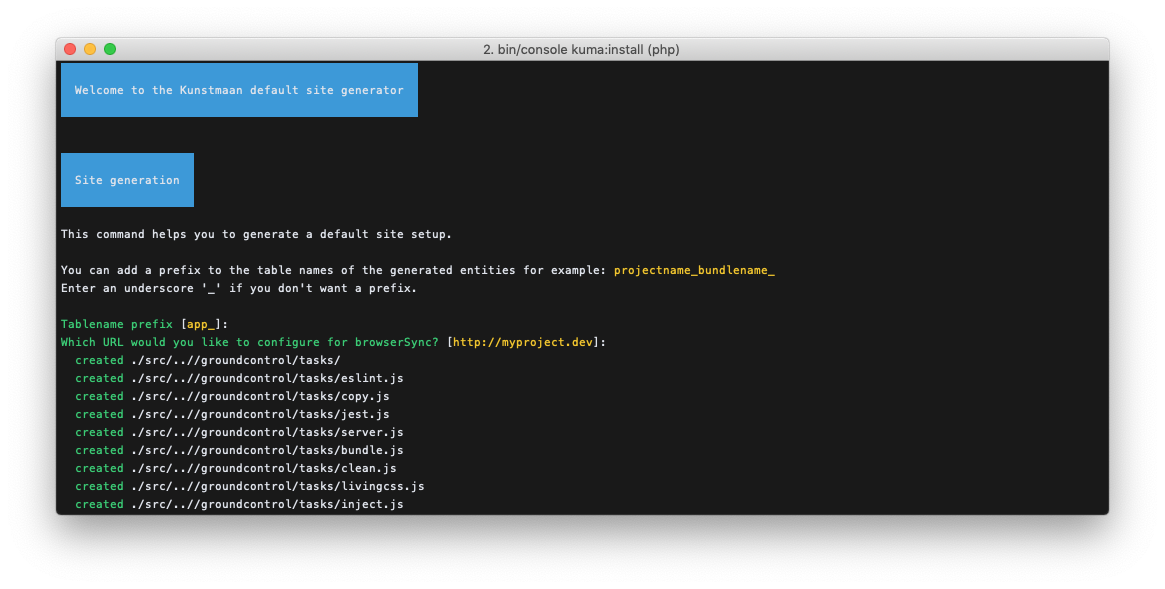 2. bin/console kuma:install (php)
Welcome to the Kunstmaan default site generator
Site generation
This command helps you to generate a default site setup.
You can add a prefix to the table names of the generated entities for example: projectname_bundlename_
Enter an underscore '_' if you don't want a prefix.
Tablename prefix [app_]:
Which URL would you like to configure for browserSync? [http://myproject.dev]:
created ./src/..//groundcontrol/tasks/
created ./src/..//groundcontrol/tasks/eslint.js
created ./src/..//groundcontrol/tasks/copy.js
created ./src/..//groundcontrol/tasks/jest.js
created ./src/..//groundcontrol/tasks/server.js
created ./src/..//groundcontrol/tasks/bundle.js
created ./src/..//groundcontrol/tasks/clean.js
created ./src/..//groundcontrol/tasks/livingcss.js
created ./src/..//groundcontrol/tasks/inject.js